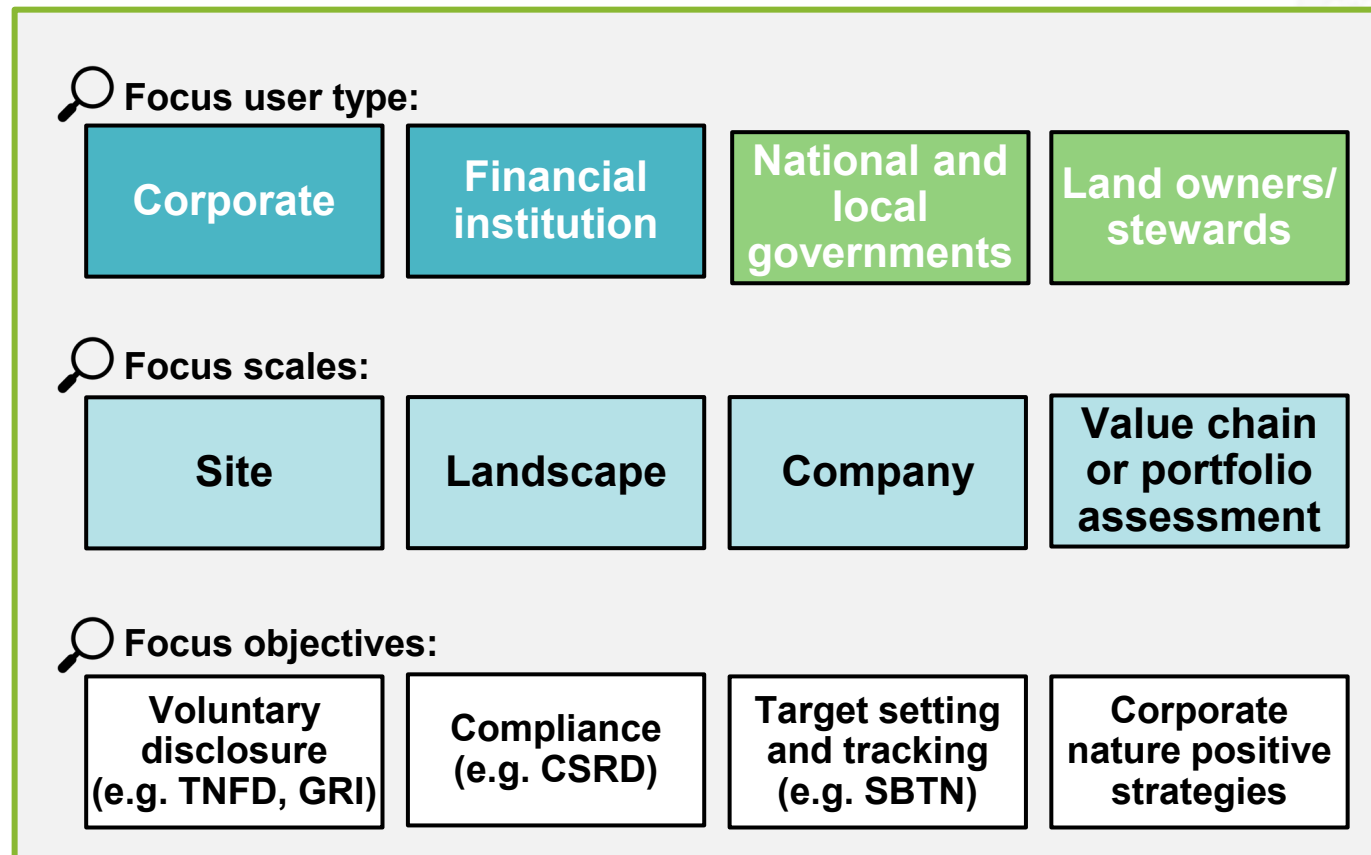 Focus user type:
Corporate
Financial
institution
National and
local
governments
Land owners/
stewards
Focus scales:
Site
Landscape
Company
Value chain
or portfolio
assessment
Focus objectives:
Voluntary
disclosure
(e.g. TNFD, GRI)
Compliance
(e.g. CSRD)
Target setting
and tracking
(e.g. SBTN)
Corporate
nature positive
strategies